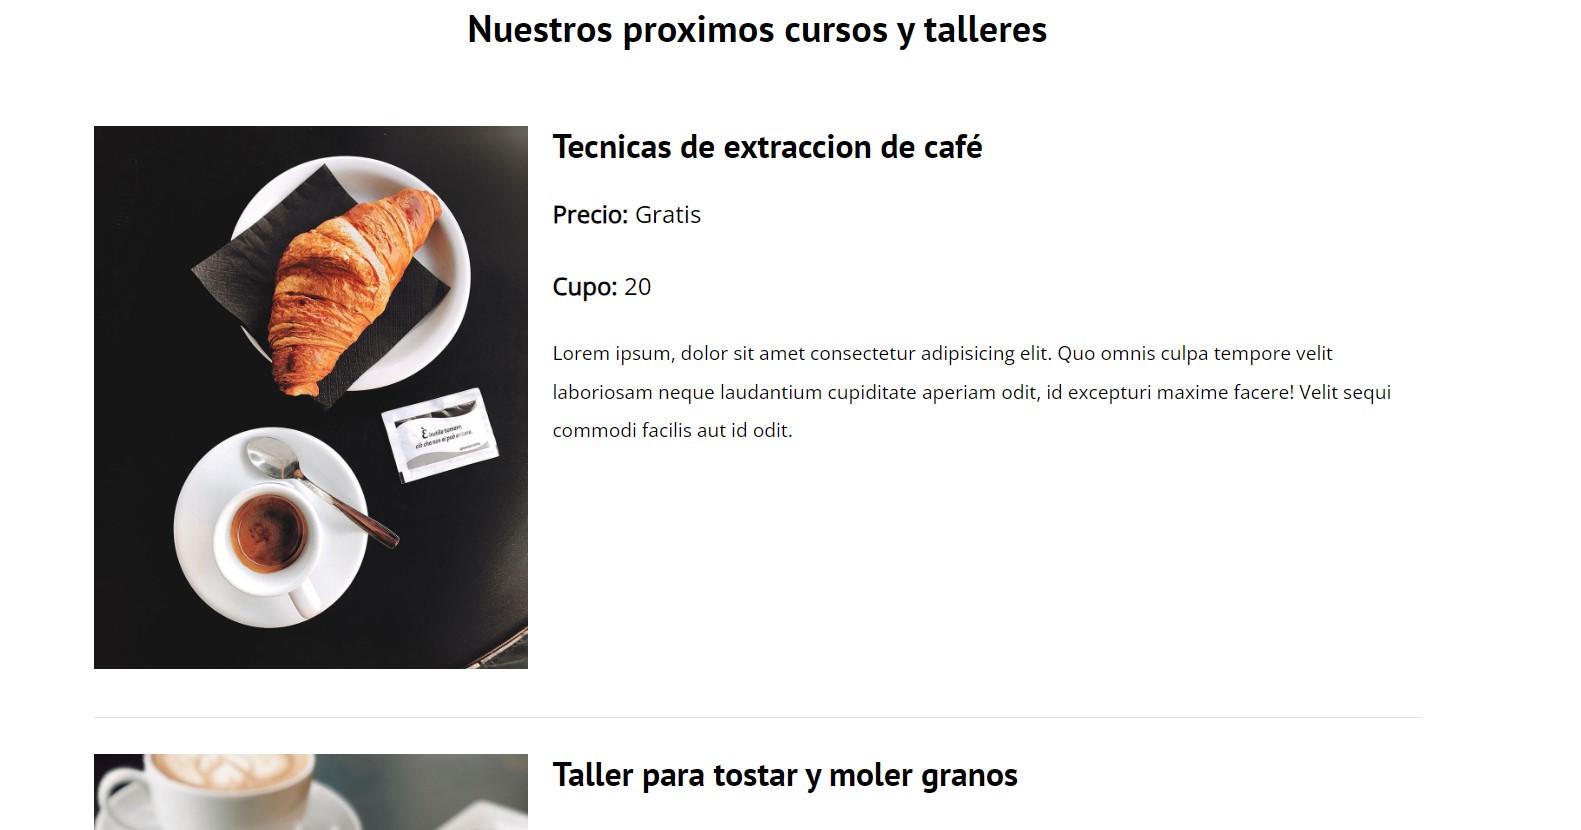 Nuestros proximos cursos y talleres
Tecnicas de extraccion de café
Precio: Gratis
Cupo: 20
Lorem ipsum, dolor sit amet consectetur adipisicing elit. Quo omnis culpa tempore velit
laboriosam neque laudantium cupiditate aperiam odit, id excepturi maxime facere! Velit sequi
commodi facilis aut id odit.
È inutile tornare
Taller para tostar y moler granos